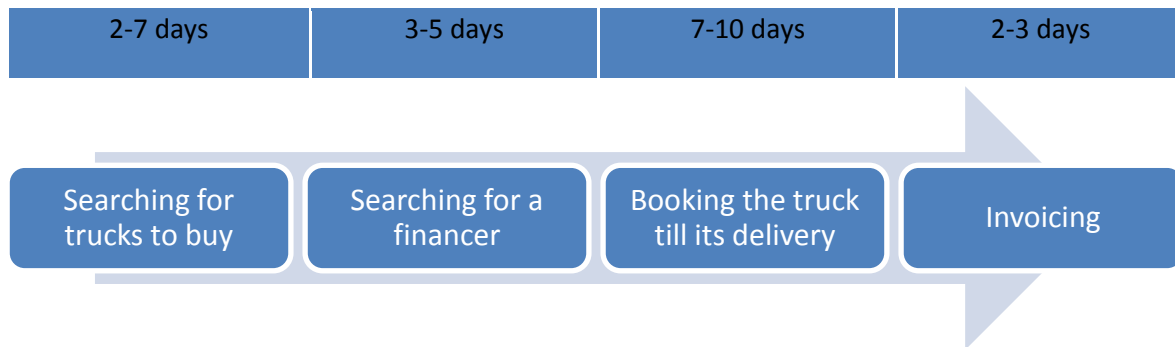 2-7 days
3-5 days
7-10 days
2-3 days
Searching for
trucks to buy
Searching for a
financer
Booking the truck
till its delivery
Invoicing